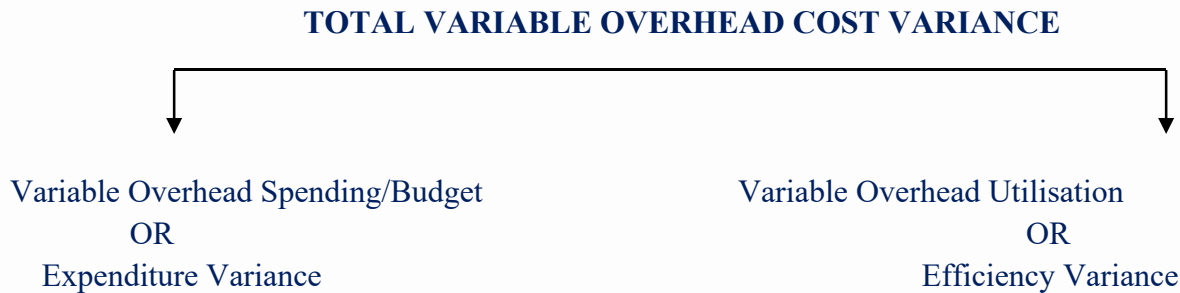 TOTAL VARIABLE OVERHEAD COST VARIANCE
Variable Overhead Spending/Budget
OR
Expenditure Variance
Variable Overhead Utilisation
OR
Efficiency Variance